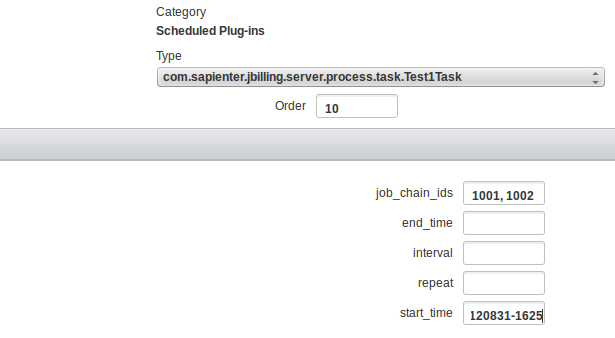 Category
Scheduled Plug-ins
Type
com.sapienter.jbilling.server.process.task.Test1Task
Order 10
job_chain_ids 1001, 1002
end_time
interval
repeat
start_time 120831-1625